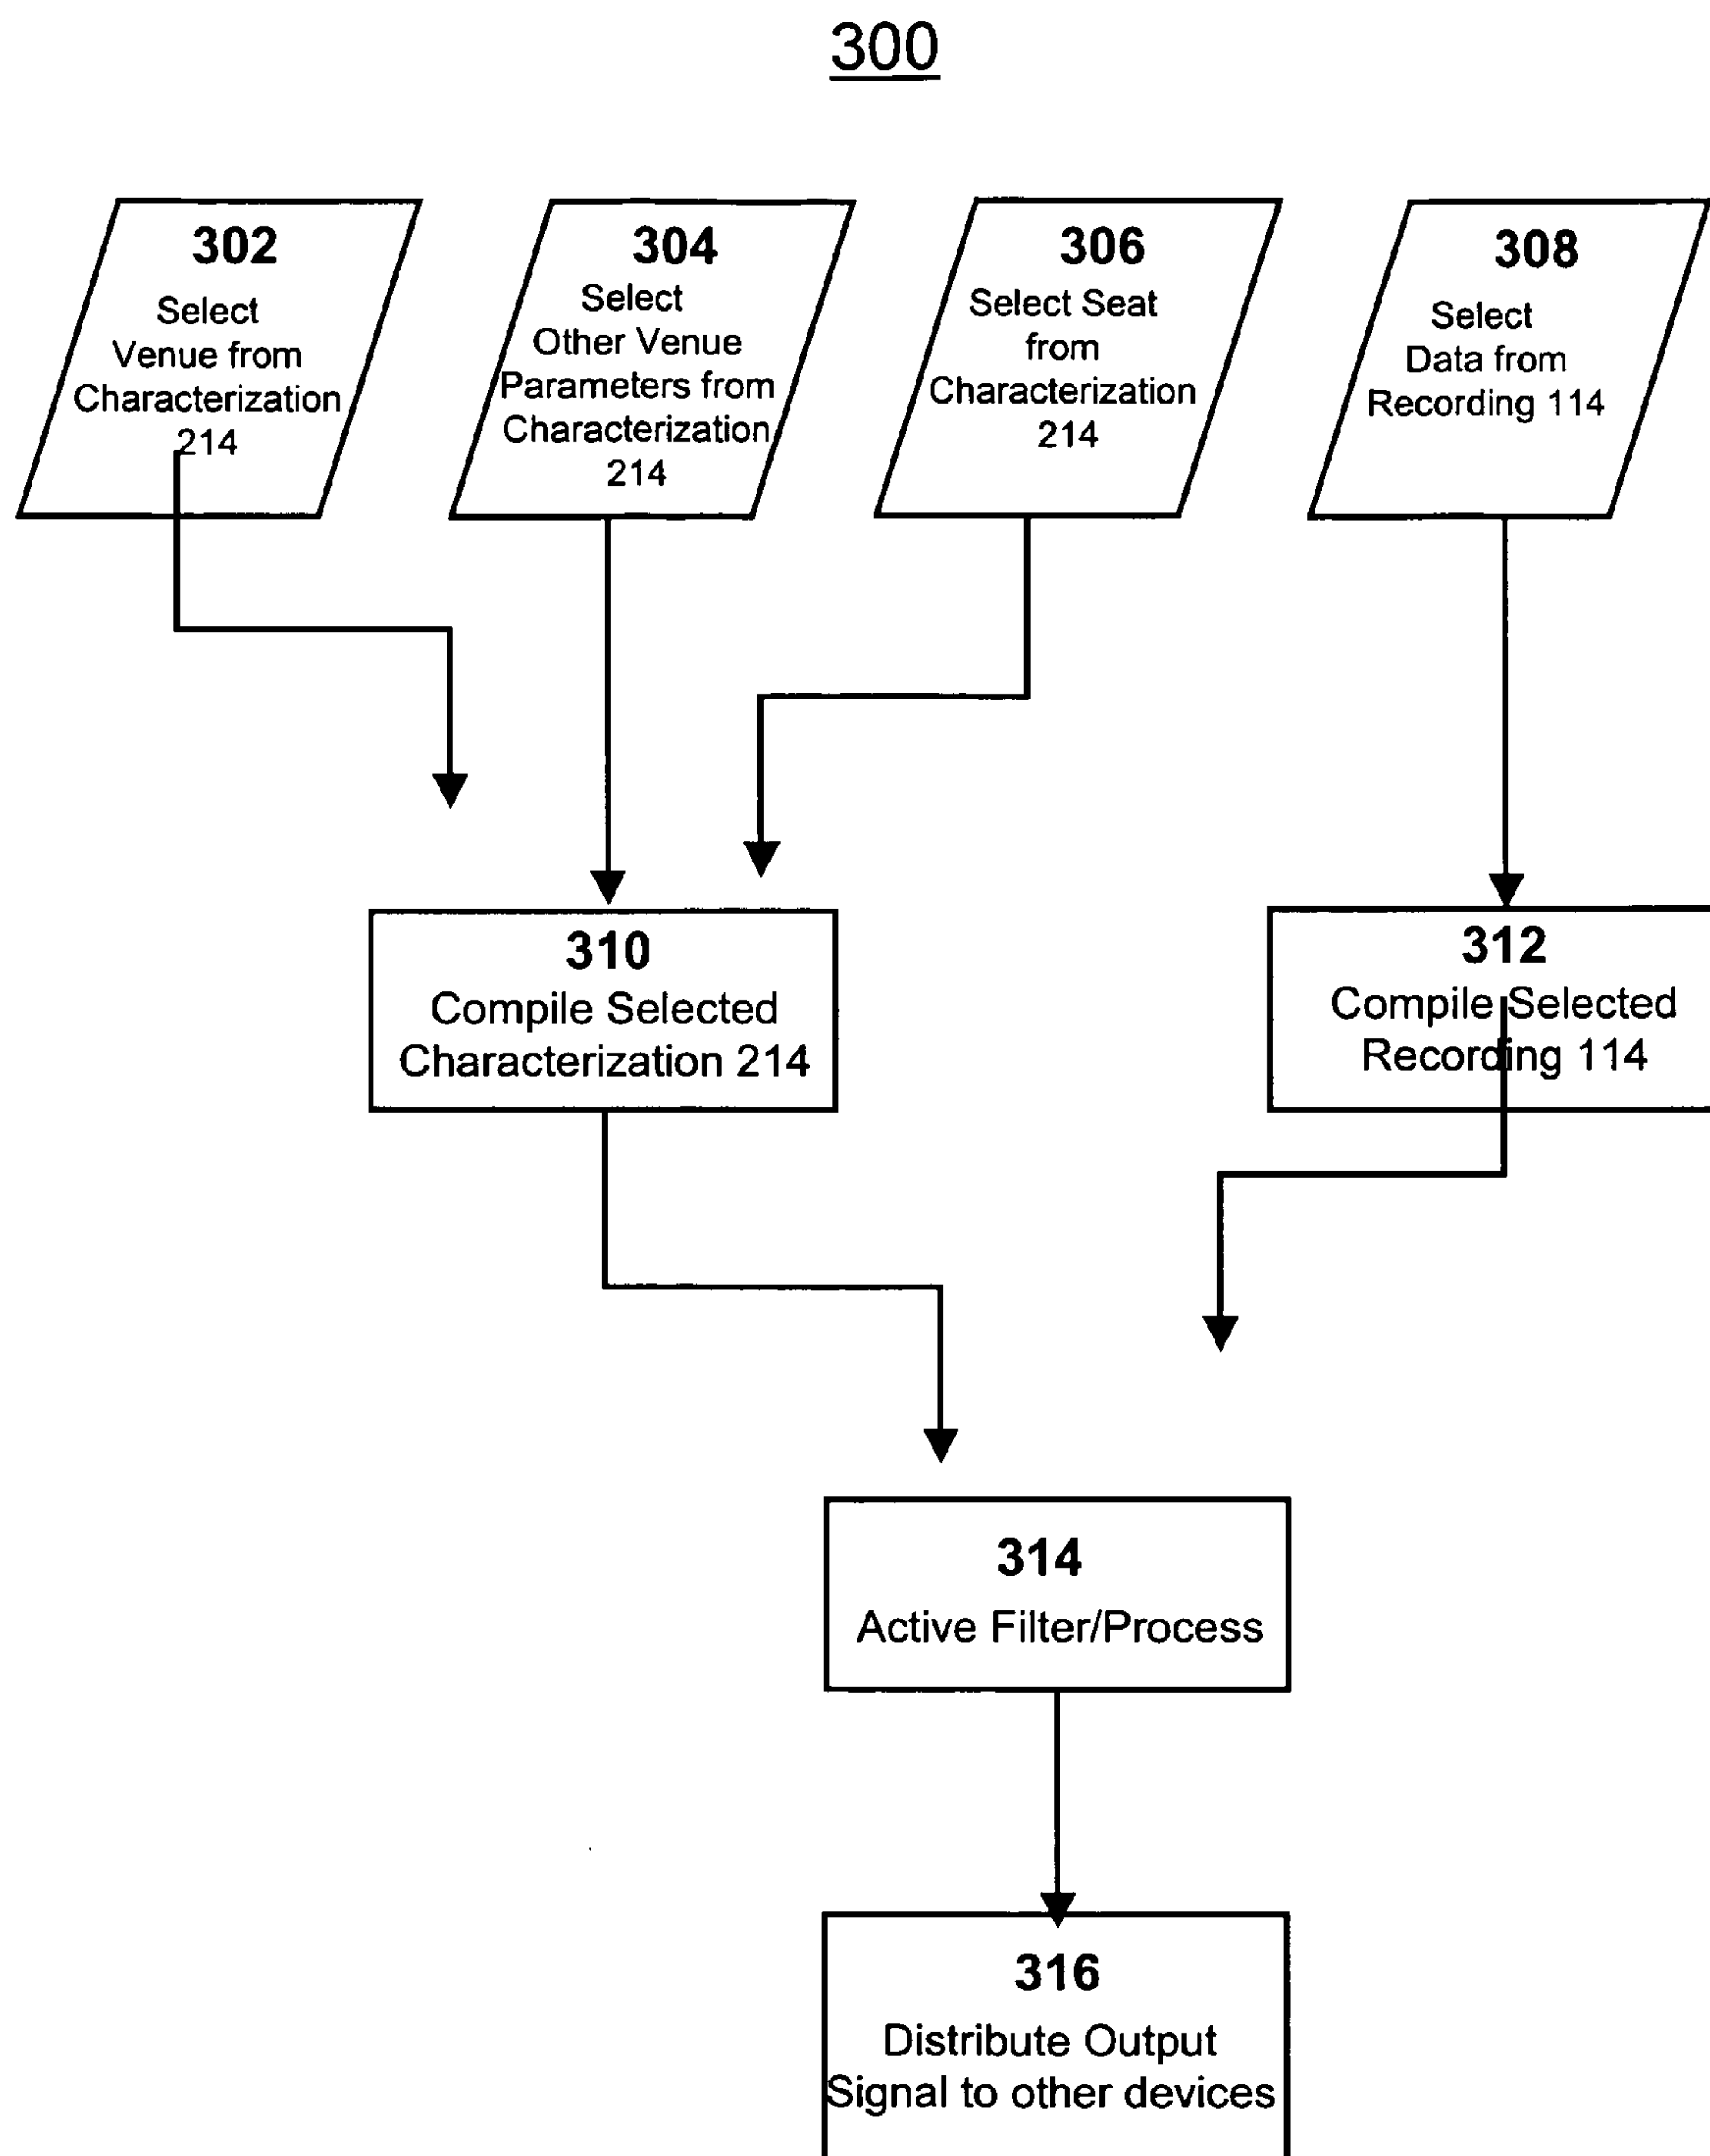 300
302
Select
Venue from
Characterization
214
304
Select
Other Venue
Parameters from
Characterization
214
306
Select Seat
from
Characterization
214
308
Select
Data from
Recording 114
310
Compile Selected
Characterization 214
312
Compile Selected
Recording 114
314
Active Filter/Process
316
Distribute Output
Signal to other devices